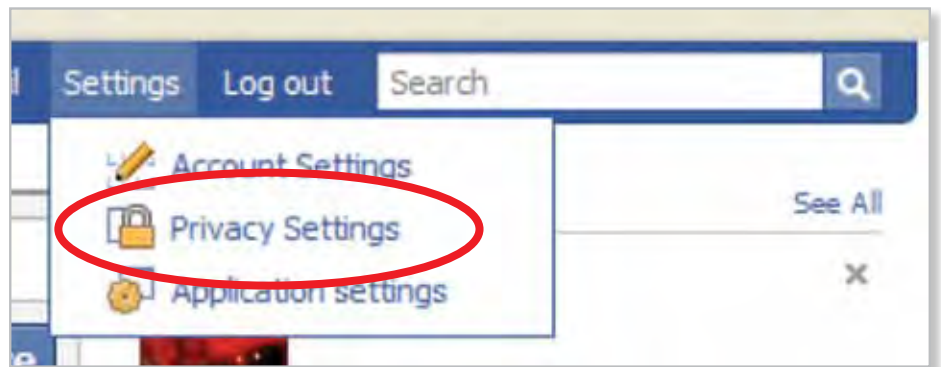 Settings Log out Search
Account Settings
See All
Privacy Settings
Application settings